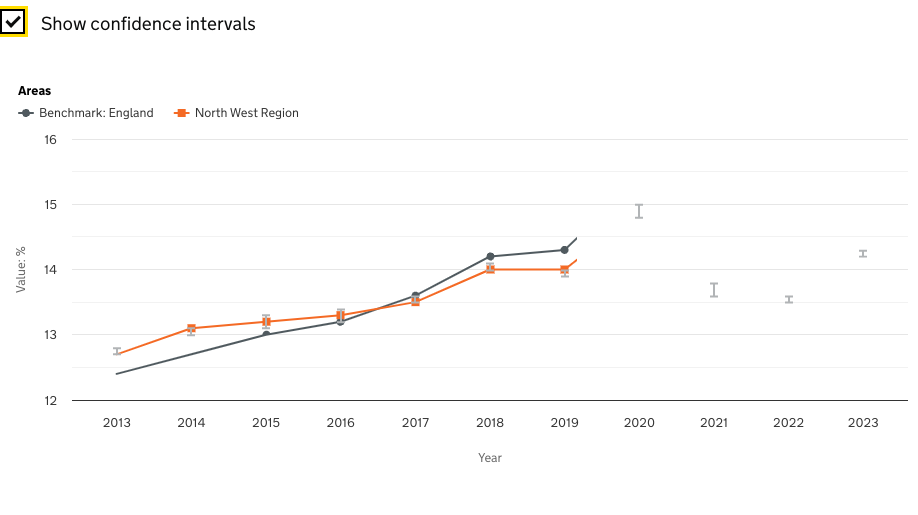 Show confidence intervals
Areas
Benchmark: England North West Region
16
15
14
13
12
Value: %
2013 2014 2015 2016 2017 2018 2019 2020 2021 2022 2023
Year